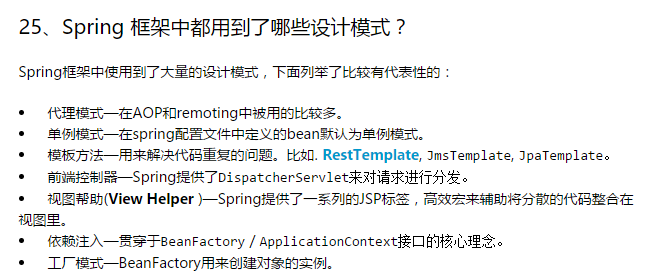 25、Spring 框架中都用到了哪些设计模式？
Spring框架中使用到了大量的设计模式，下面列举了比较有代表性的：
• 代理模式—在AOP和remoting中被用的比较多。
• 单例模式—在spring配置文件中定义的bean默认为单例模式。
• 模板方法—用来解决代码重复的问题。比如. RestTemplate, JmsTemplate, JpaTemplate。
• 前端控制器—Spring提供了DispatcherServlet来对请求进行分发。
• 视图帮助(View Helper )—Spring提供了一系列的JSP标签，高效宏来辅助将分散的代码整合在
视图里。
• 依赖注入—贯穿于BeanFactory / ApplicationContext接口的核心理念。
• 工厂模式—BeanFactory用来创建对象的实例。